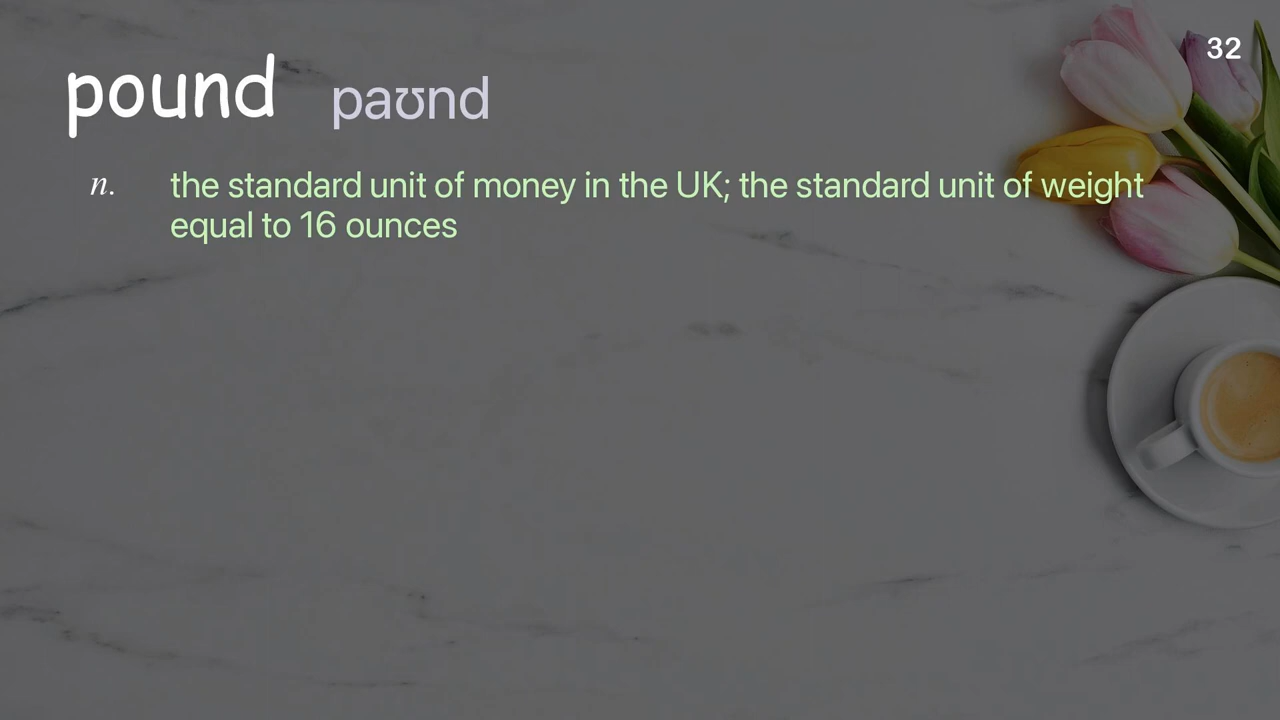 32
pound paʊnd
n. the standard unit of money in the UK; the standard unit of weight
equal to 16 ounces